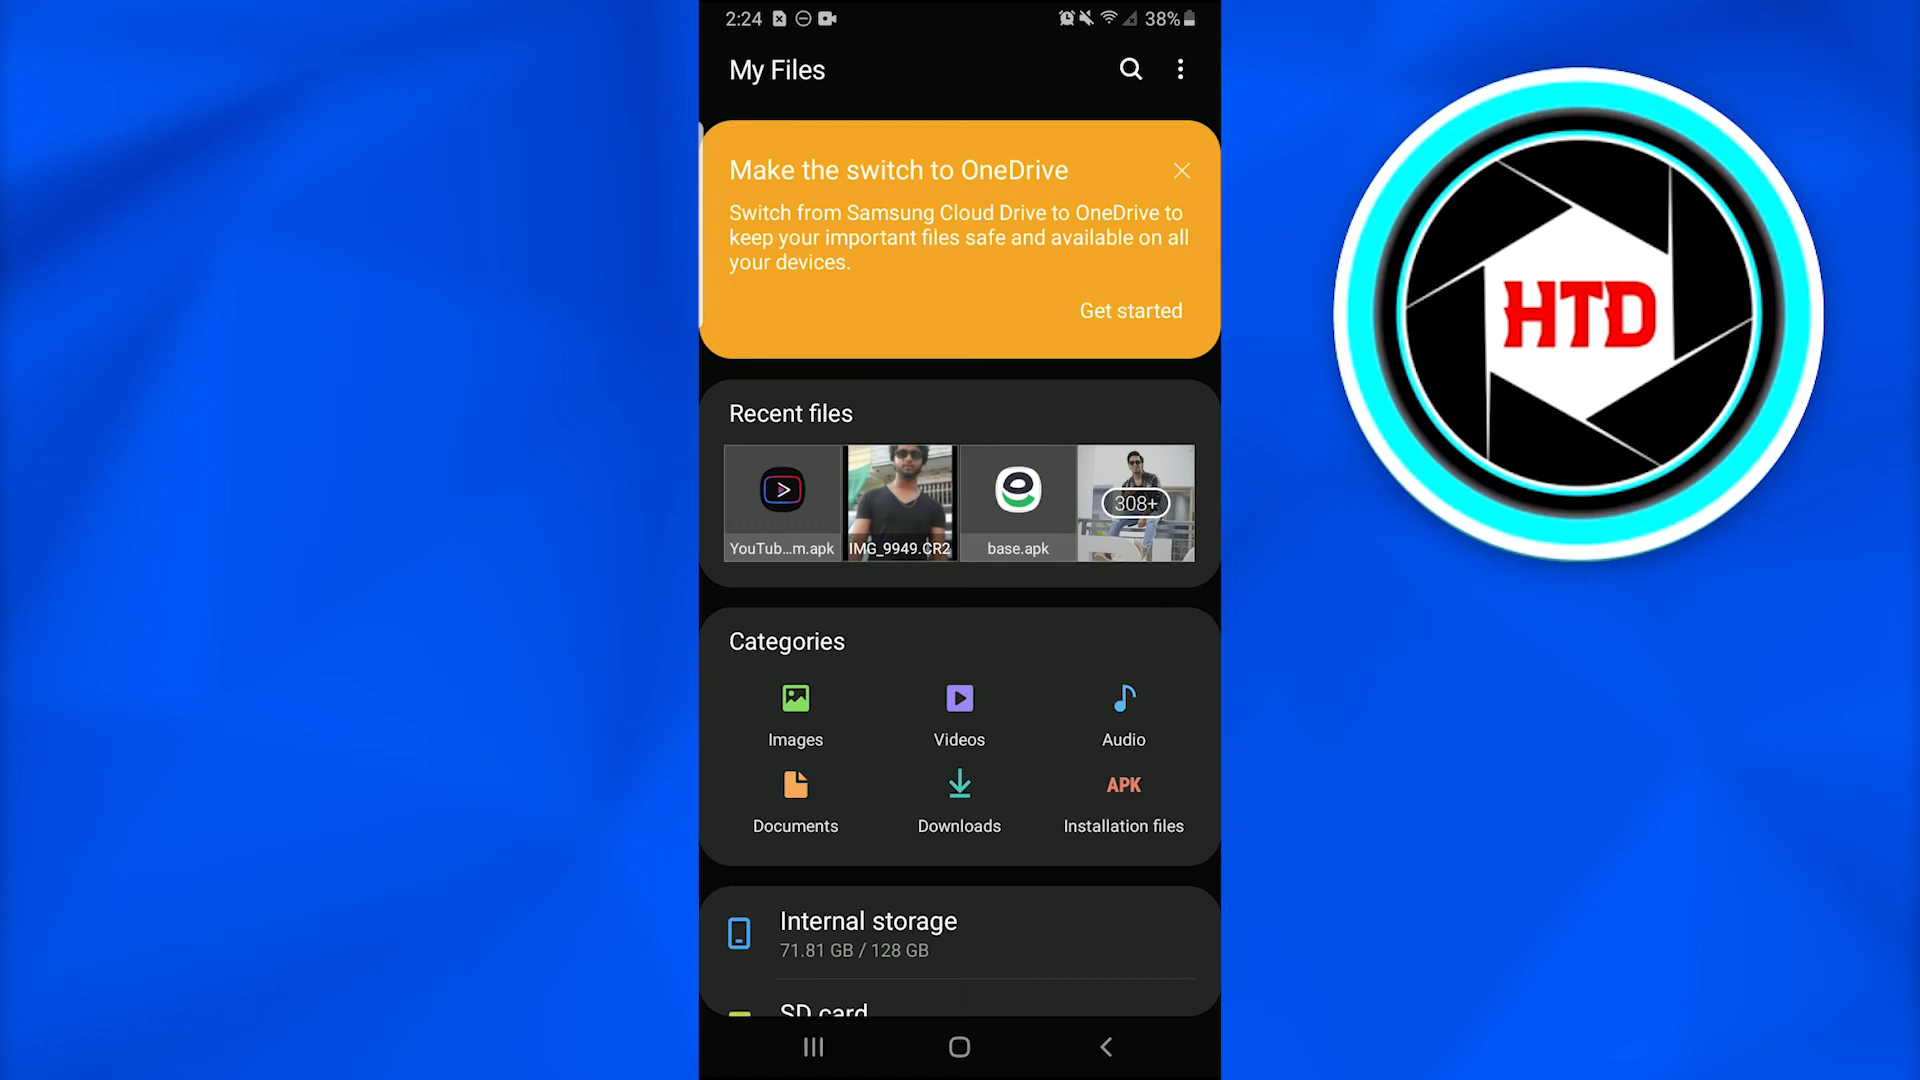 2:24
38%
My Files
Make the switch to OneDrive
Switch from Samsung Cloud Drive to OneDrive to
keep your important files safe and available on all
your devices.
Get started
HTD
Recent files
308+
YouTub...m.apk
IMG_9949.CR2
base.apk
Categories
Images
Videos
Audio
APK
Documents
Downloads
Installation files
Internal storage
71.81 GB / 128 GB
SD card